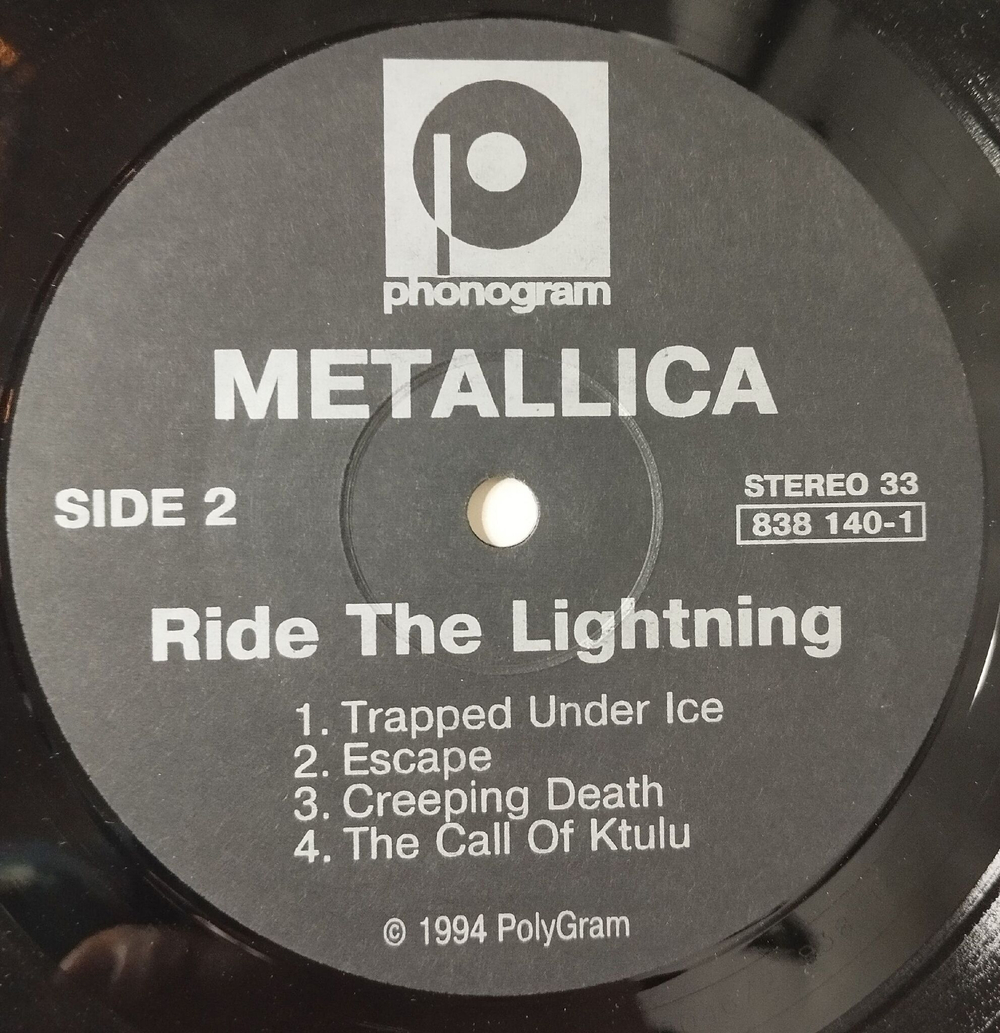 phonogram
METALLICA
SIDE 2
STEREO 33
838 140-1
Ride The Lightning
1. Trapped Under Ice
2. Escape
3. Creeping Death
4. The Call Of Ktulu
© 1994 PolyGram